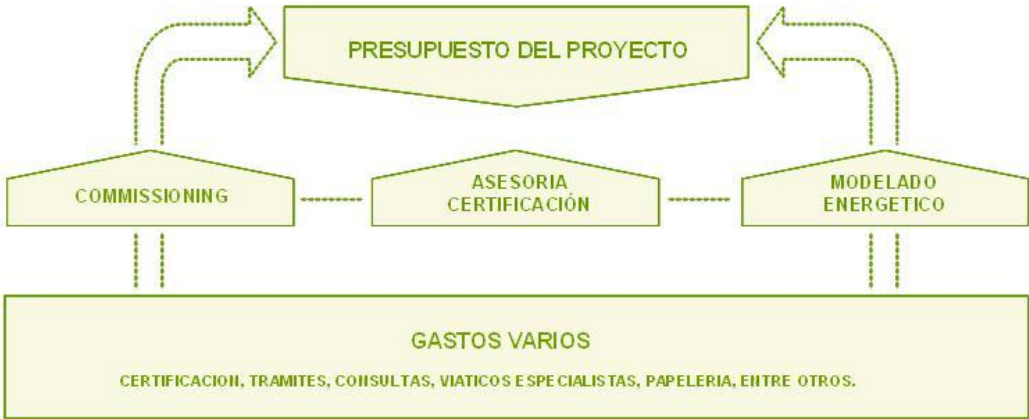 PRESUPUESTO DEL PROYECTO
COMMISSIONING
ASESORIA
CERTIFICACIÓN
MODELADO
ENERGETICO
GASTOS VARIOS
CERTIFICACION, TRAMITES, CONSULTAS, VIATICOS ESPECIALISTAS, PAPELERIA, ENTRE OTROS.